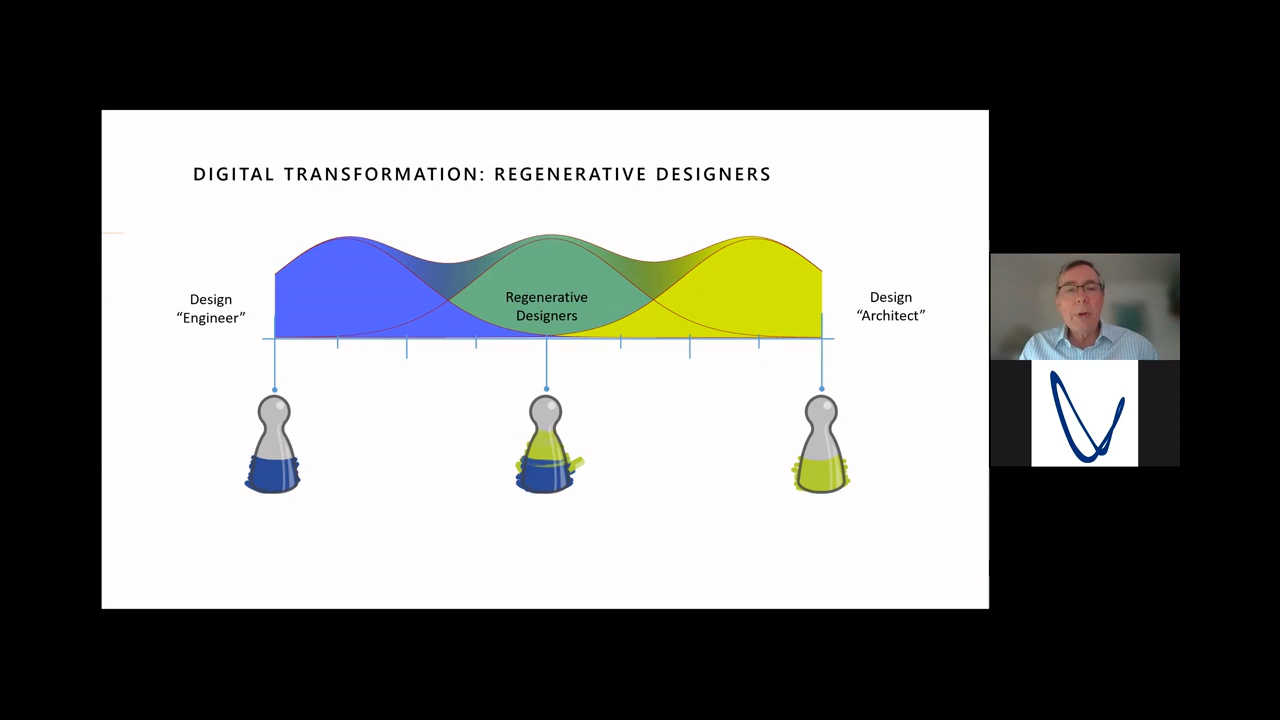 DIGITAL TRANSFORMATION: REGENERATIVE DESIGNERS
Design
“Engineer”
Regenerative
Designers
Design
“Architect”